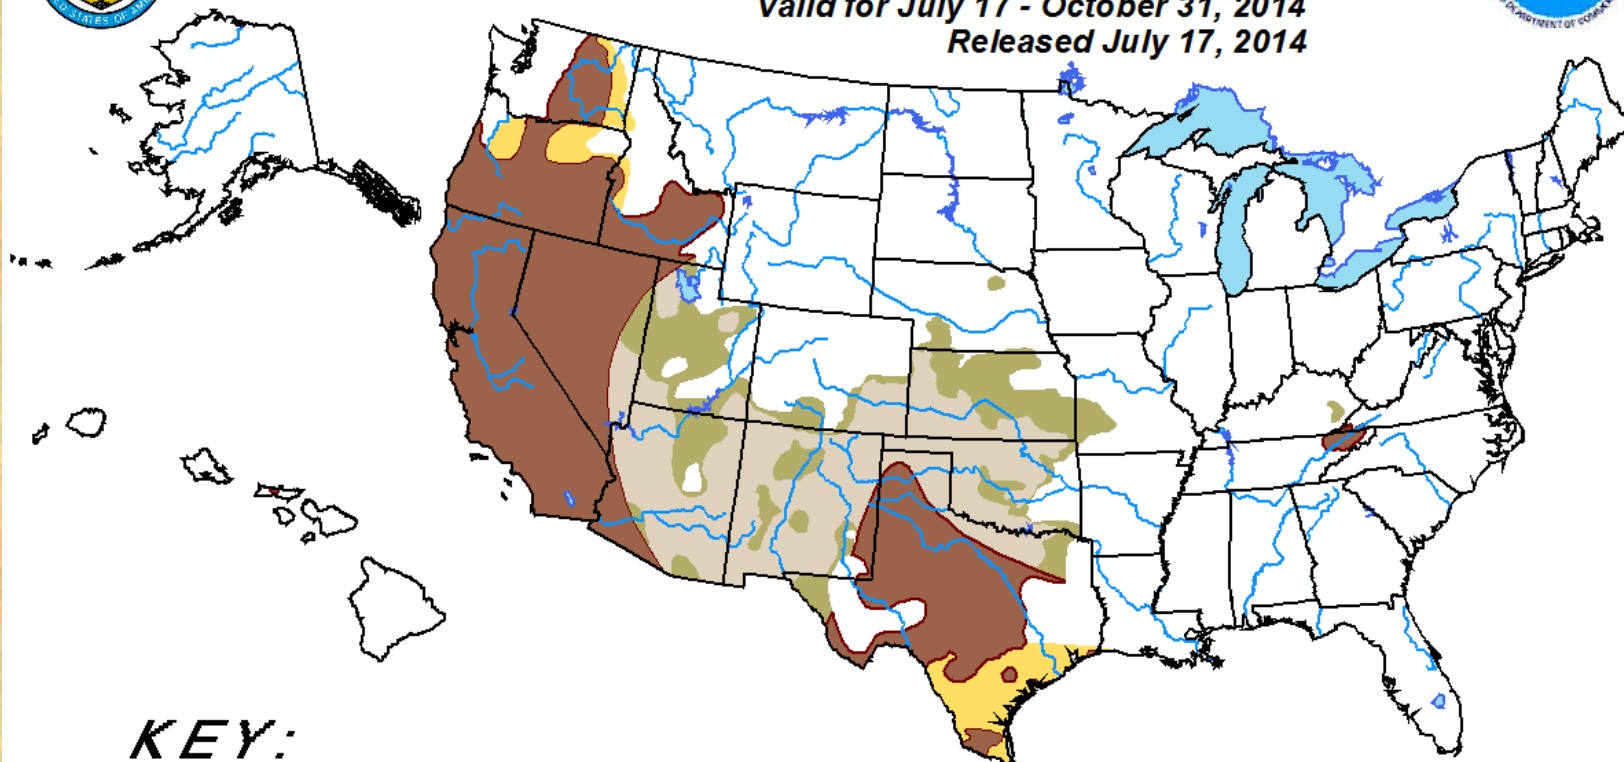 Valid for July 17 - October 31, 2014
Released July 17, 2014
KEY: